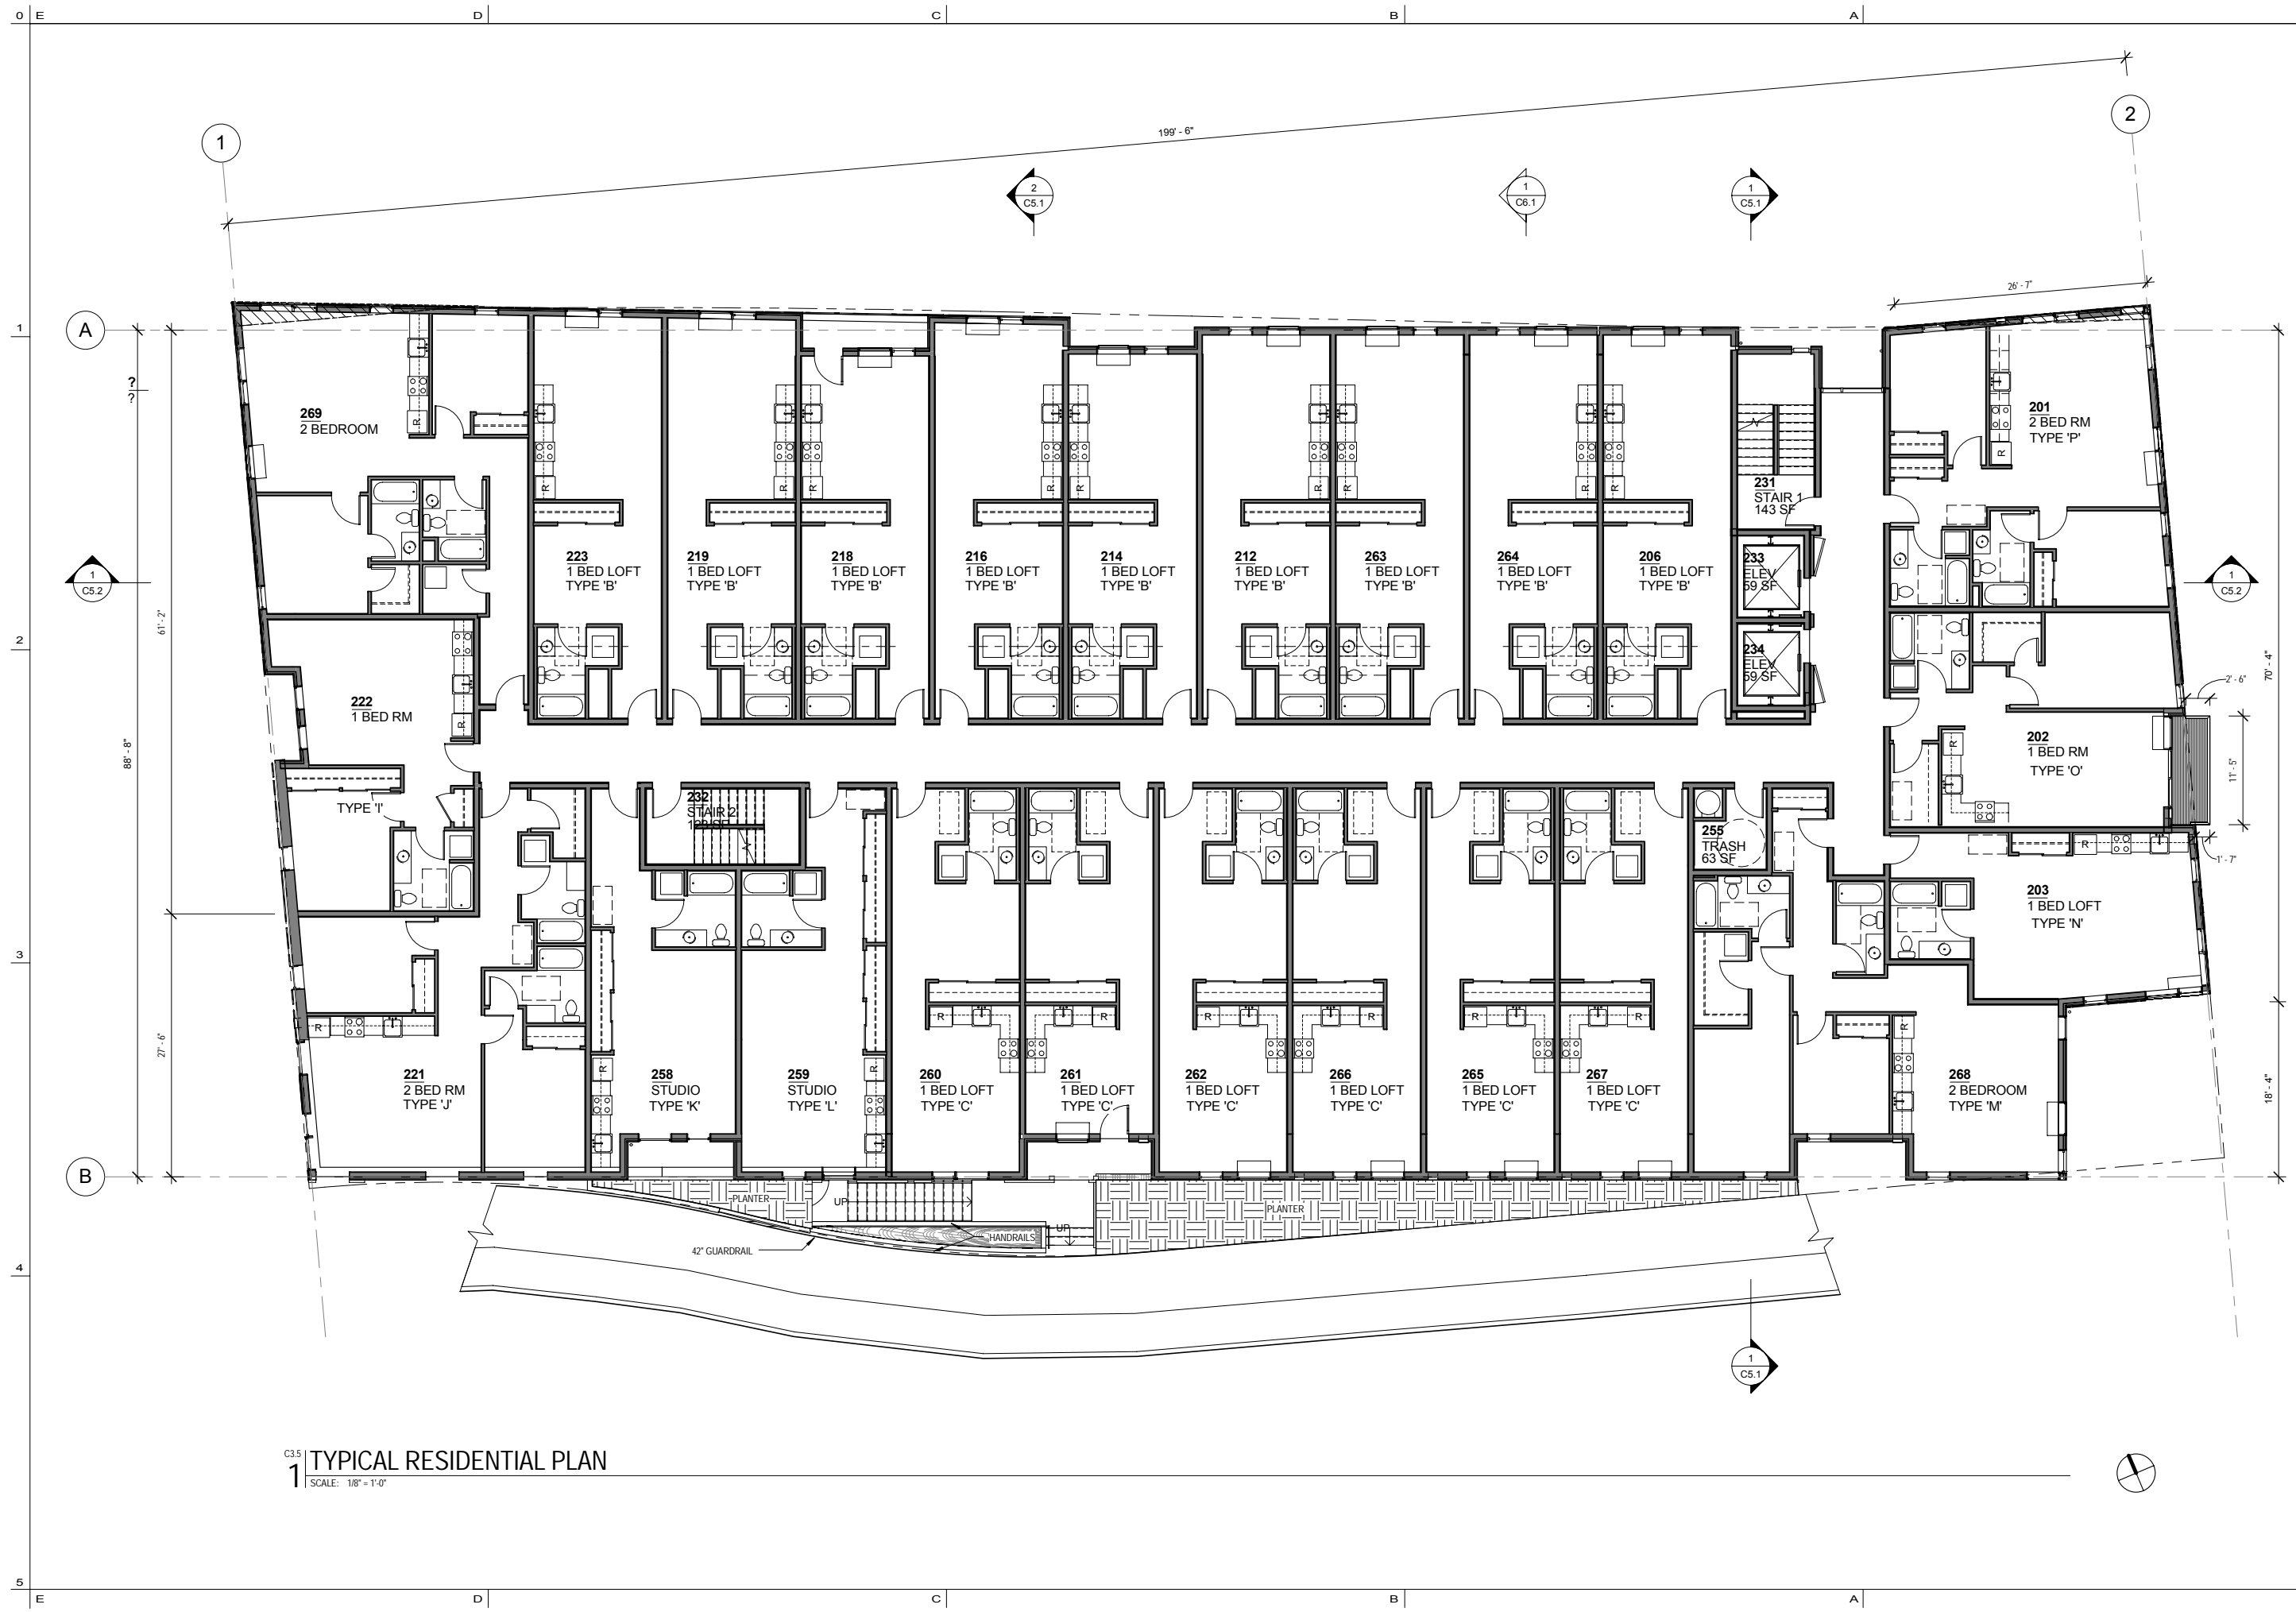 0 E D C B A
199' - 6"
1
2
2
C5.1
1
C6.1
1
C5.1
26' - 7"
A
1
?
?
269
2 BEDROOM
R
201
2 BED RM
TYPE 'P'
R
231
STAIR 1
143 SF
R R R R R R R R R
223
1 BED LOFT
TYPE 'B'
219
1 BED LOFT
TYPE 'B'
218
1 BED LOFT
TYPE 'B'
216
1 BED LOFT
TYPE 'B'
214
1 BED LOFT
TYPE 'B'
212
1 BED LOFT
TYPE 'B'
263
1 BED LOFT
TYPE 'B'
264
1 BED LOFT
TYPE 'B'
206
1 BED LOFT
TYPE 'B'
233
ELEV
59 SF
1
C5.2
1
C5.2
61' - 2"
2
234
ELEV
59 SF
70' - 4"
2' - 6"
222
1 BED RM
R
TYPE 'I'
88' - 8"
202
1 BED RM
TYPE 'O'
R
11' - 5"
232
STAIR 2
255
TRASH
63 SF
R
1' - 7"
203
1 BED LOFT
TYPE 'N'
3
27' - 6"
R
R R R R R R
R R R
221
2 BED RM
TYPE 'J'
258
STUDIO
TYPE 'K'
259
STUDIO
TYPE 'L'
260
1 BED LOFT
TYPE 'C'
261
1 BED LOFT
TYPE 'C'
262
1 BED LOFT
TYPE 'C'
266
1 BED LOFT
TYPE 'C'
265
1 BED LOFT
TYPE 'C'
267
1 BED LOFT
TYPE 'C'
268
2 BEDROOM
TYPE 'M'
18' - 4"
B
PLANTER
UP
PLANTER
UP
HANDRAILS
42" GUARDRAIL
4
1
C5.1
C3.5
1
TYPICAL RESIDENTIAL PLAN
SCALE: 1/8" = 1'-0"
5
E D C B A